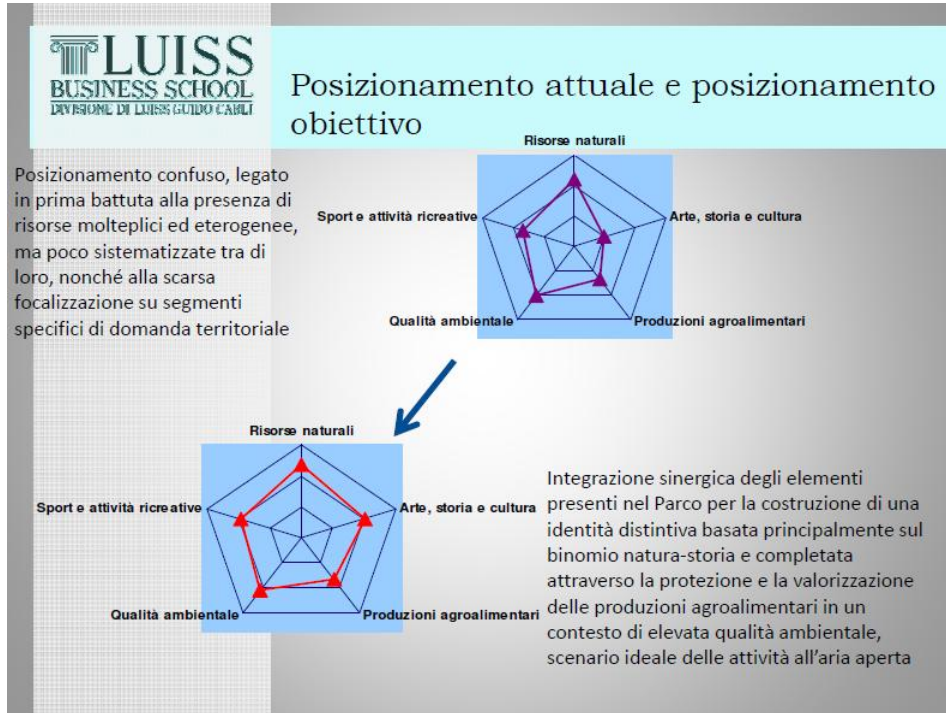 LUISS
BUSINESS SCHOOL
DIVISIONE DI LUISS GUIDO CARLI
Posizionamento attuale e posizionamento
obiettivo
Posizionamento confuso, legato
in prima battuta alla presenza di
risorse molteplici ed eterogenee,
ma poco sistematizzate tra di
loro, nonché alla scarsa
focalizzazione su segmenti
specifici di domanda territoriale
Risorse naturali
Sport e attività ricreative
Arte, storia e cultura
Qualità ambientale
Produzioni agroalimentari
Risorse naturali
Sport e attività ricreative
Arte, storia e cultura
Qualità ambientale
Produzioni agroalimentari
Integrazione sinergica degli elementi
presenti nel Parco per la costruzione di una
identità distintiva basata principalmente sul
binomio natura-storia e completata
attraverso la protezione e la valorizzazione
delle produzioni agroalimentari in un
contesto di elevata qualità ambientale,
scenario ideale delle attività all'aria aperta